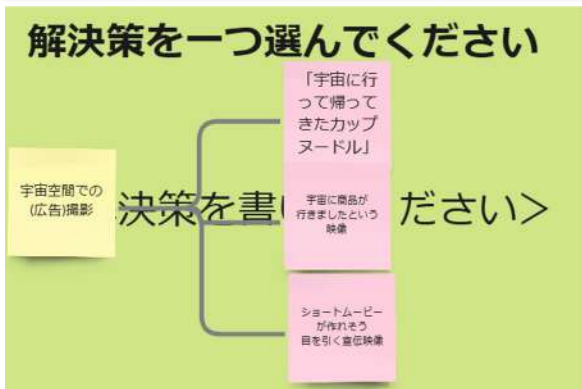 解決策を一つ選んでください
「宇宙に行
って帰って
きたカップ
ヌードル」
宇宙空間での
(広告)撮影
決策を書
ださい＞
宇宙に商品が
行きましたという
映像
ショートムービー
が作れそう
目を引く宣伝映像